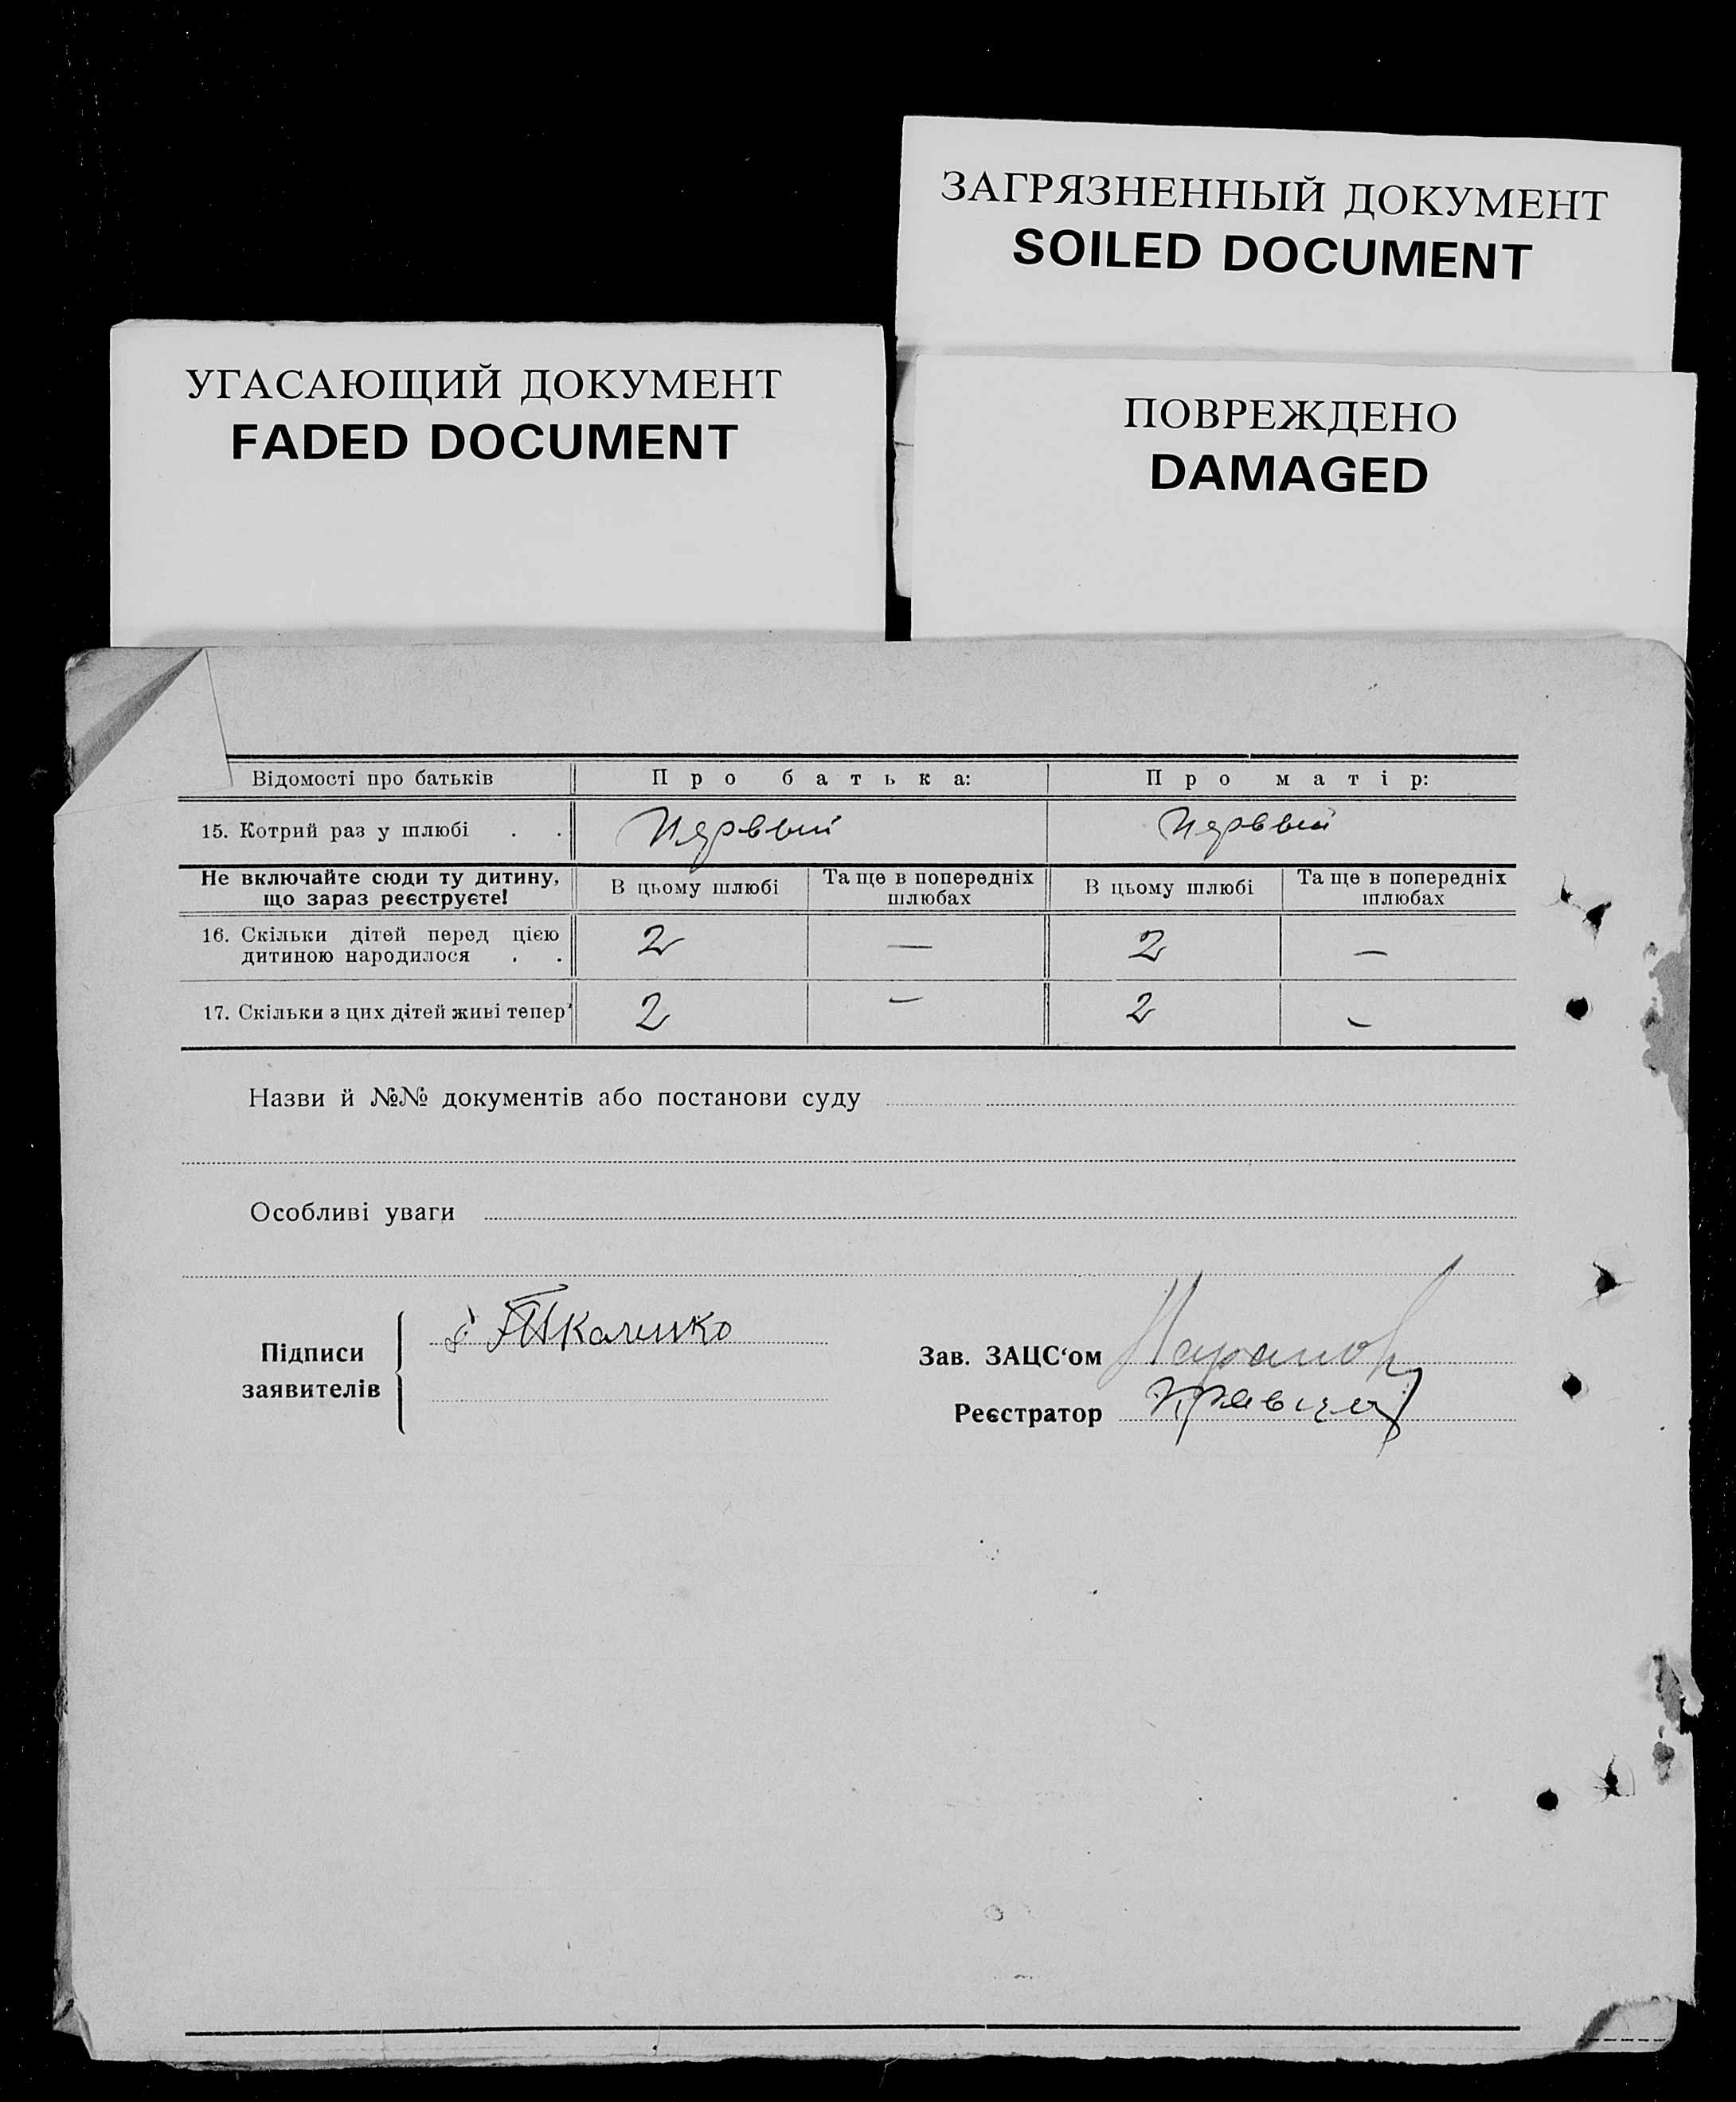 ЗАГРЯЗНЕННЫЙ ДОКУМЕНТ
SOILED DOCUMENT
УГАСАЮЩИЙ ДОКУМЕНТ
FADED DOCUMENT
ПОВРЕЖДЕНО
DAMAGED
Відомості про батьків Про батька: Про матір:
15. Котрий раз у шлюбі . . Первый Первый
Не включайте сюди ту дитину, що зараз реєструєте! В цьому шлюбі Та ще в попередніх шлюбах В цьому шлюбі Та ще в попередніх шлюбах
16. Скільки дітей перед цією дитиною народилося . . 2 — 2 —
17. Скільки з цих дітей живі тепер 2 — 2 —
Назви й №№ документів або постанови суду
Особливі уваги
Підписи заявителів Ткаченко
Зав. ЗАЦС‘ом
Реєстратор